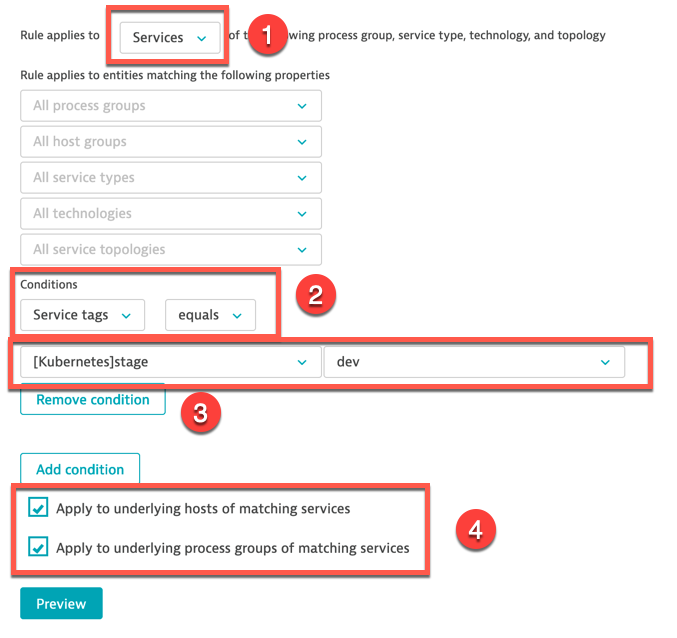 Rule applies to Services of t wing process group, service type, technology, and topology
1
Rule applies to entities matching the following properties
All process groups
All host groups
All service types
All technologies
All service topologies
Conditions
2
Service tags equals
[Kubernetes]stage dev
Remove condition
3
Add condition
Apply to underlying hosts of matching services
4
Apply to underlying process groups of matching services
Preview